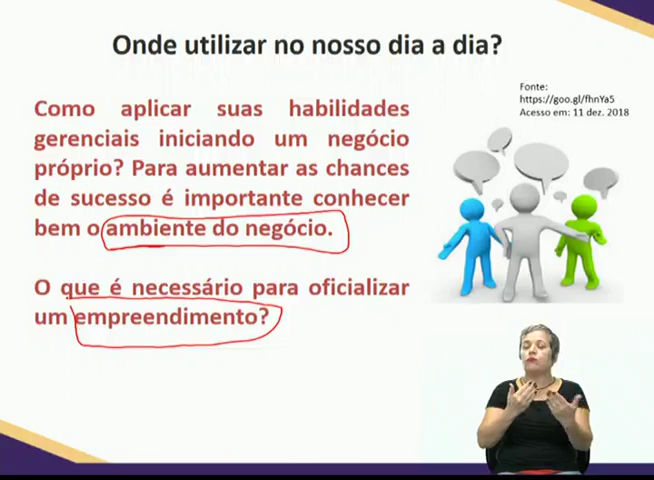 Onde utilizar no nosso dia a dia?
Fonte:
https://goo.gl/fhnYa5
Acesso em: 11 dez. 2018
Como aplicar suas habilidades
gerenciais iniciando um negócio
próprio? Para aumentar as chances
de sucesso é importante conhecer
bem o ambiente do negócio.
O que é necessário para oficializar
um empreendimento?